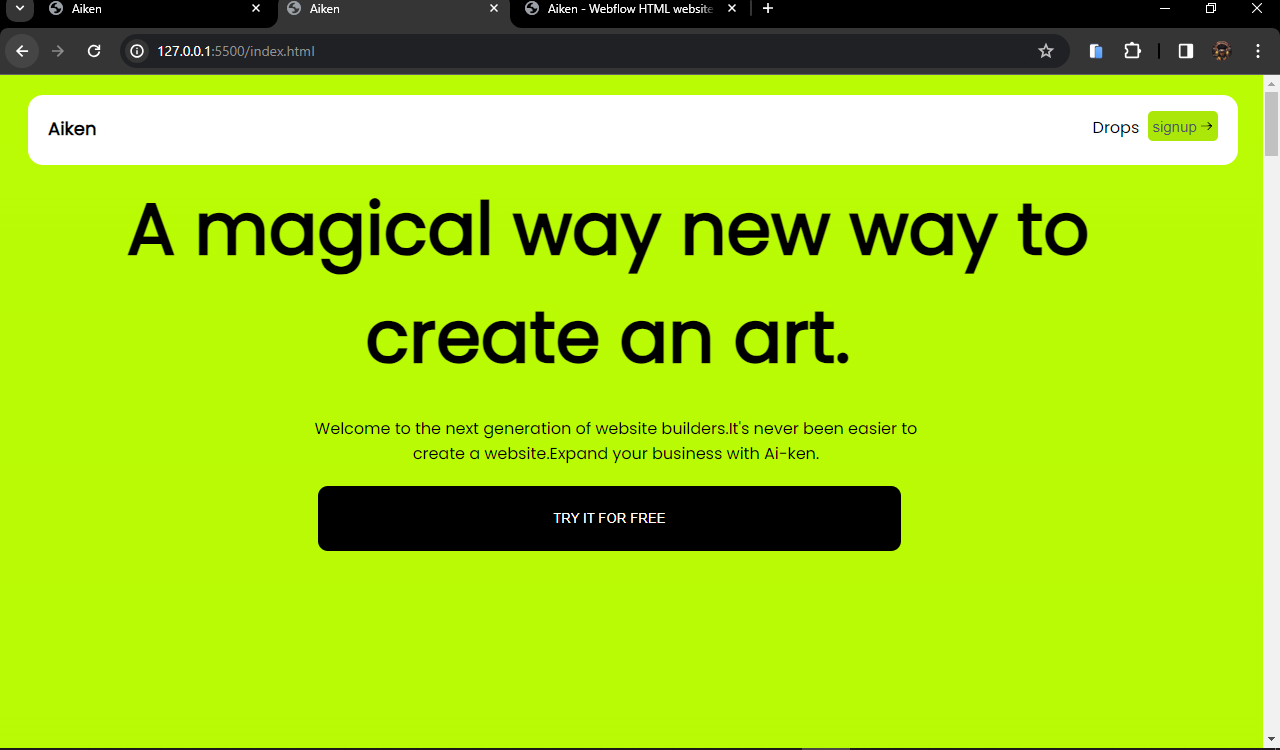 Aiken
Aiken
Aiken - Webflow HTML website
127.0.0.1:5500/index.html
Aiken
Drops
signup →
A magical way new way to
create an art.
Welcome to the next generation of website builders.It's never been easier to
create a website.Expand your business with Ai-ken.
TRY IT FOR FREE